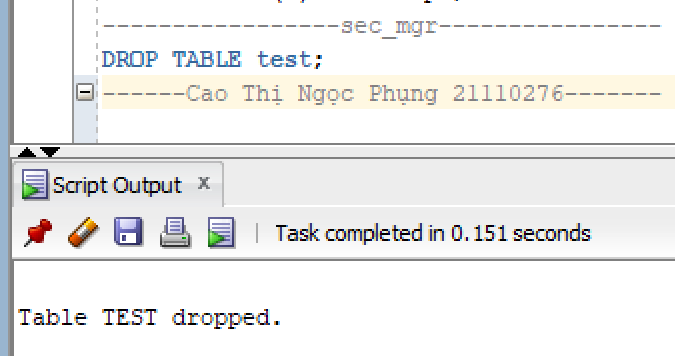 -----------------sec_mgr----------------
DROP TABLE test;
------Cao Thị Ngọc Phụng 21110276-------
Script Output x
Task completed in 0.151 seconds
Table TEST dropped.